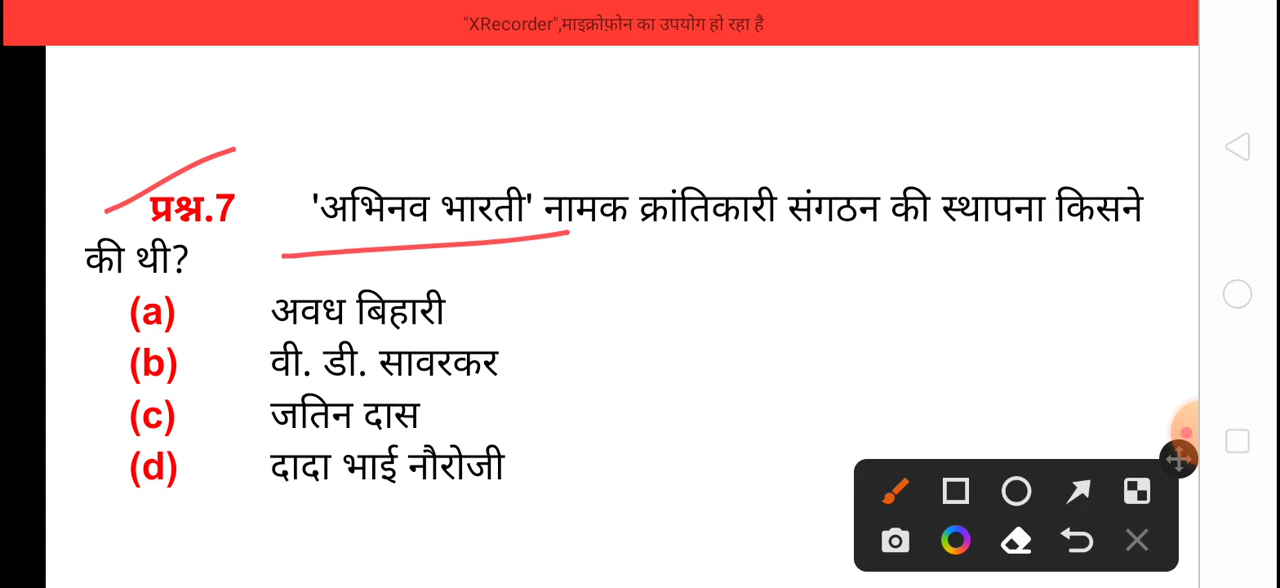 "XRecorder",माइक्रोफ़ोन का उपयोग हो रहा है
प्रश्न.7 'अभिनव भारती' नामक क्रांतिकारी संगठन की स्थापना किसने
की थी?
(a) अवध बिहारी
(b) वी. डी. सावरकर
(c) जतिन दास
(d) दादा भाई नौरोजी